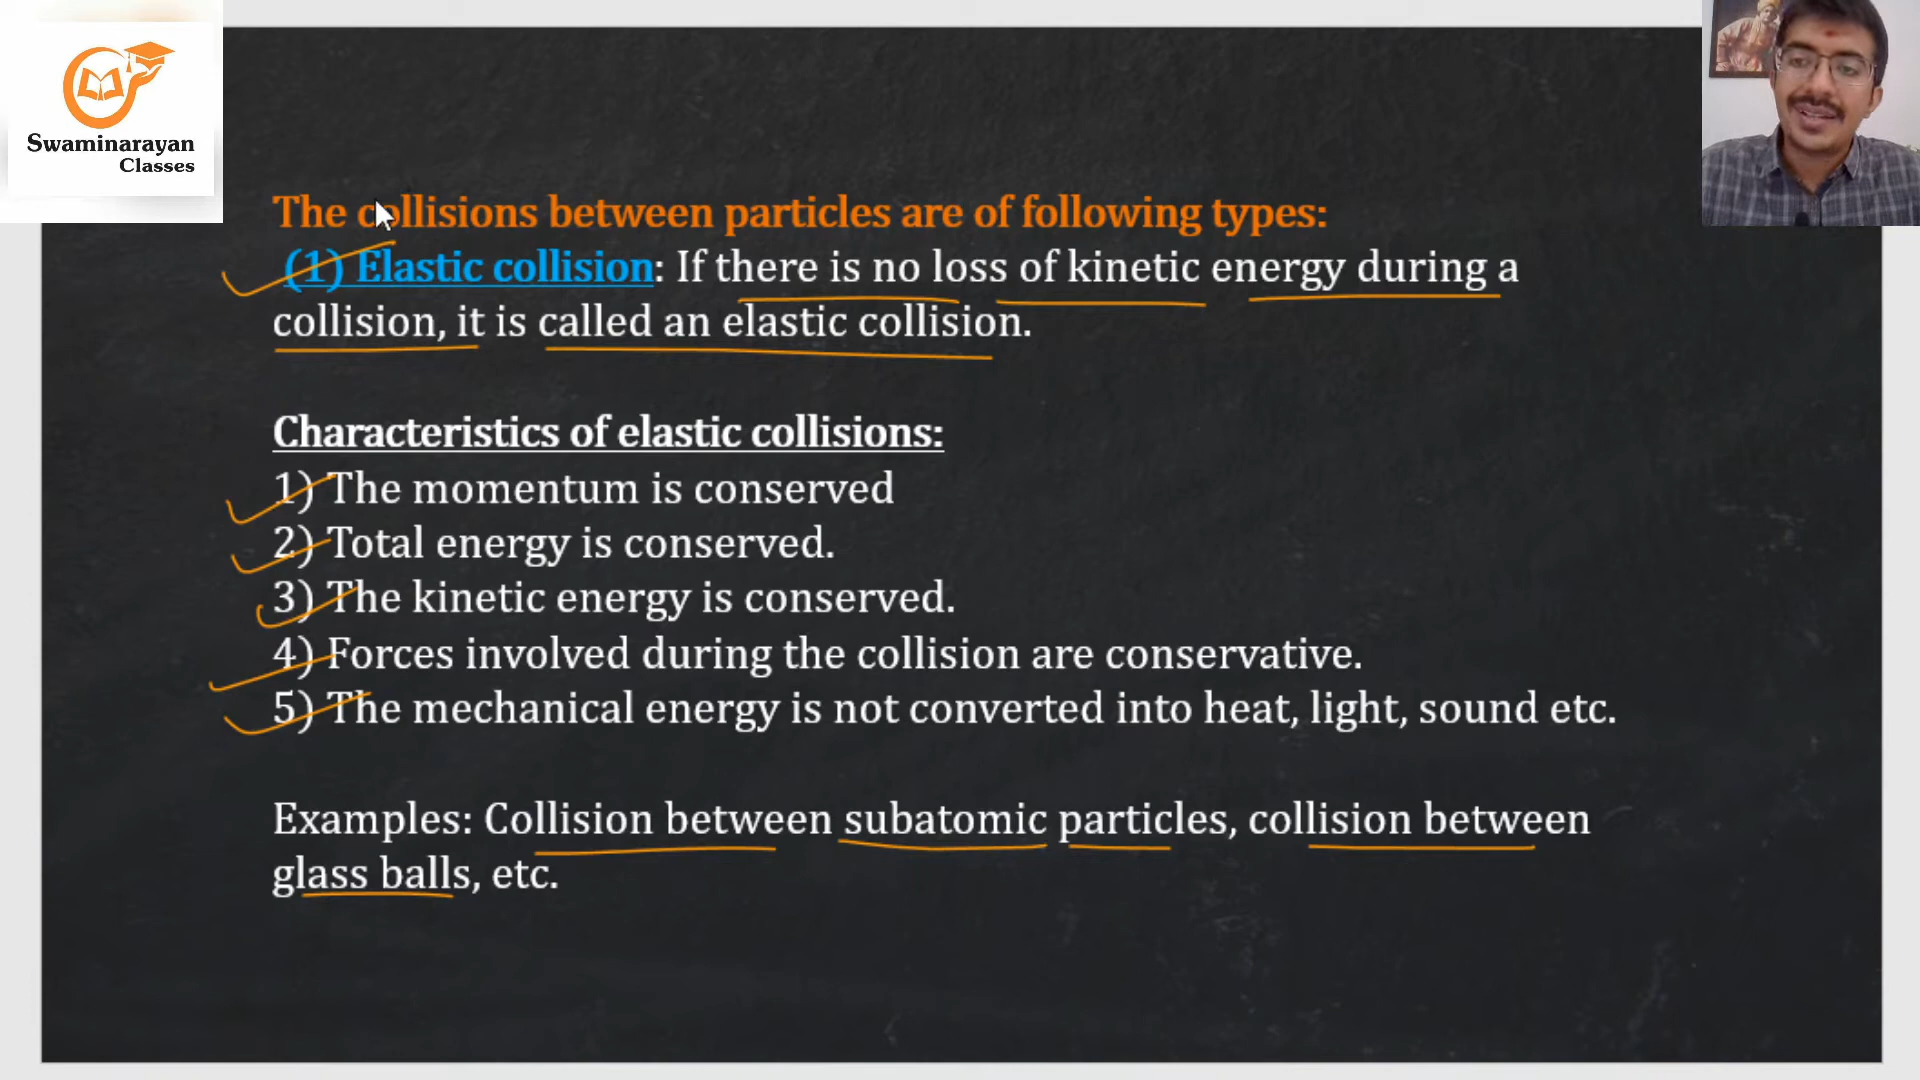 Swaminarayan
Classes
The collisions between particles are of following types:
(1) Elastic collision: If there is no loss of kinetic energy during a
collision, it is called an elastic collision.
Characteristics of elastic collisions:
1) The momentum is conserved
2) Total energy is conserved.
3) The kinetic energy is conserved.
4) Forces involved during the collision are conservative.
5) The mechanical energy is not converted into heat, light, sound etc.
Examples: Collision between subatomic particles, collision between
glass balls, etc.